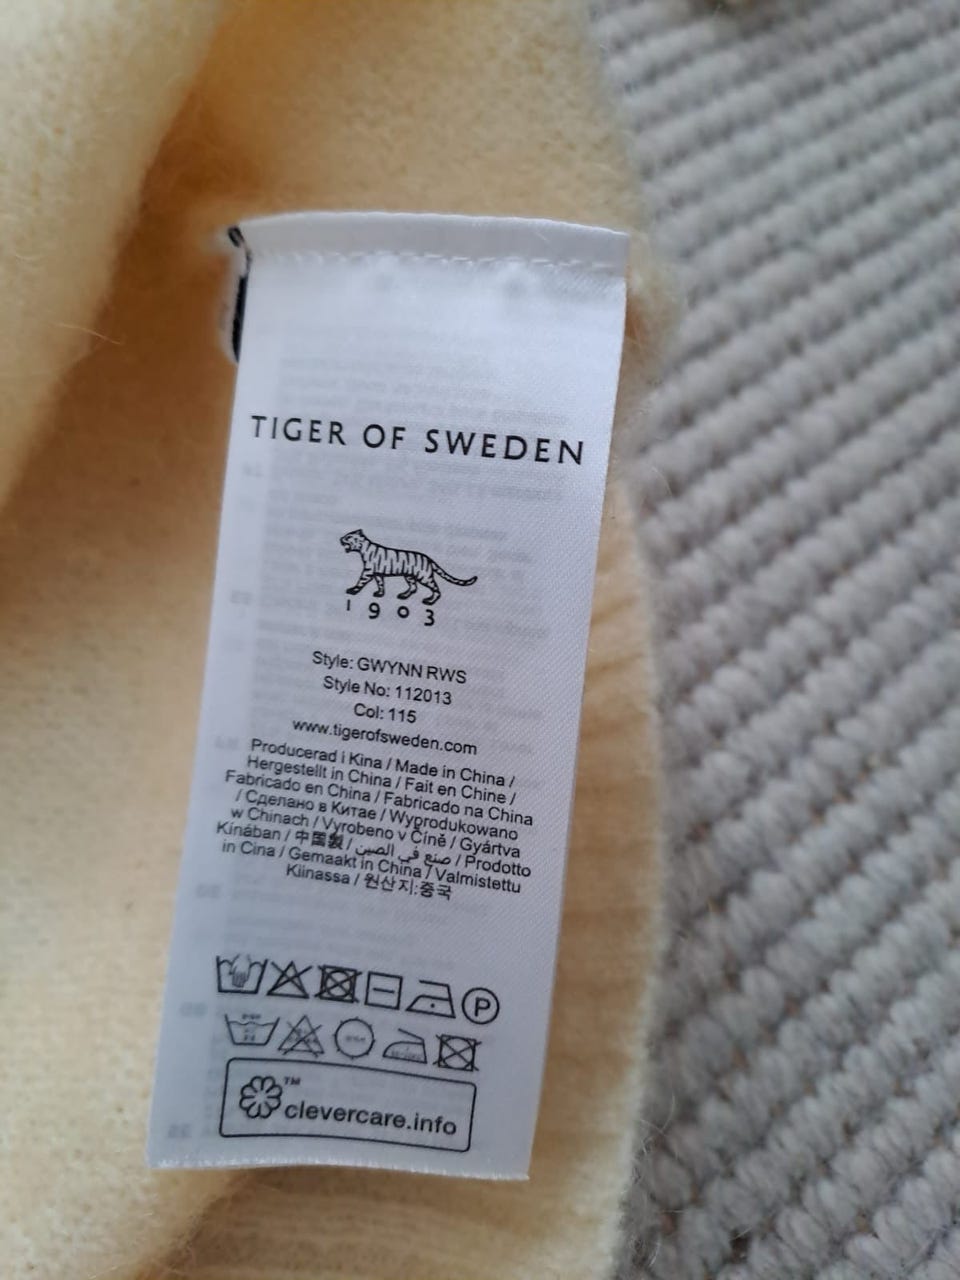 TIGER OF SWEDEN
1903
Style: GWYNN RWS
Style No: 112013
Col: 115
www.tigerofsweden.com
Producerad i Kina / Made in China /
Hergestellt in China / Fait en Chine /
Fabricado en China / Fabricado na China
/ Сделано в Китае / Wyprodukowano
w Chinach / Vyrobeno v Číně / Gyártva
Kínában / 中国製 / صنع في الصين / Prodotto
in Cina / Gemaakt in China / Valmistettu
Kiinassa / 원산지:중국
P
TM
clevercare.info